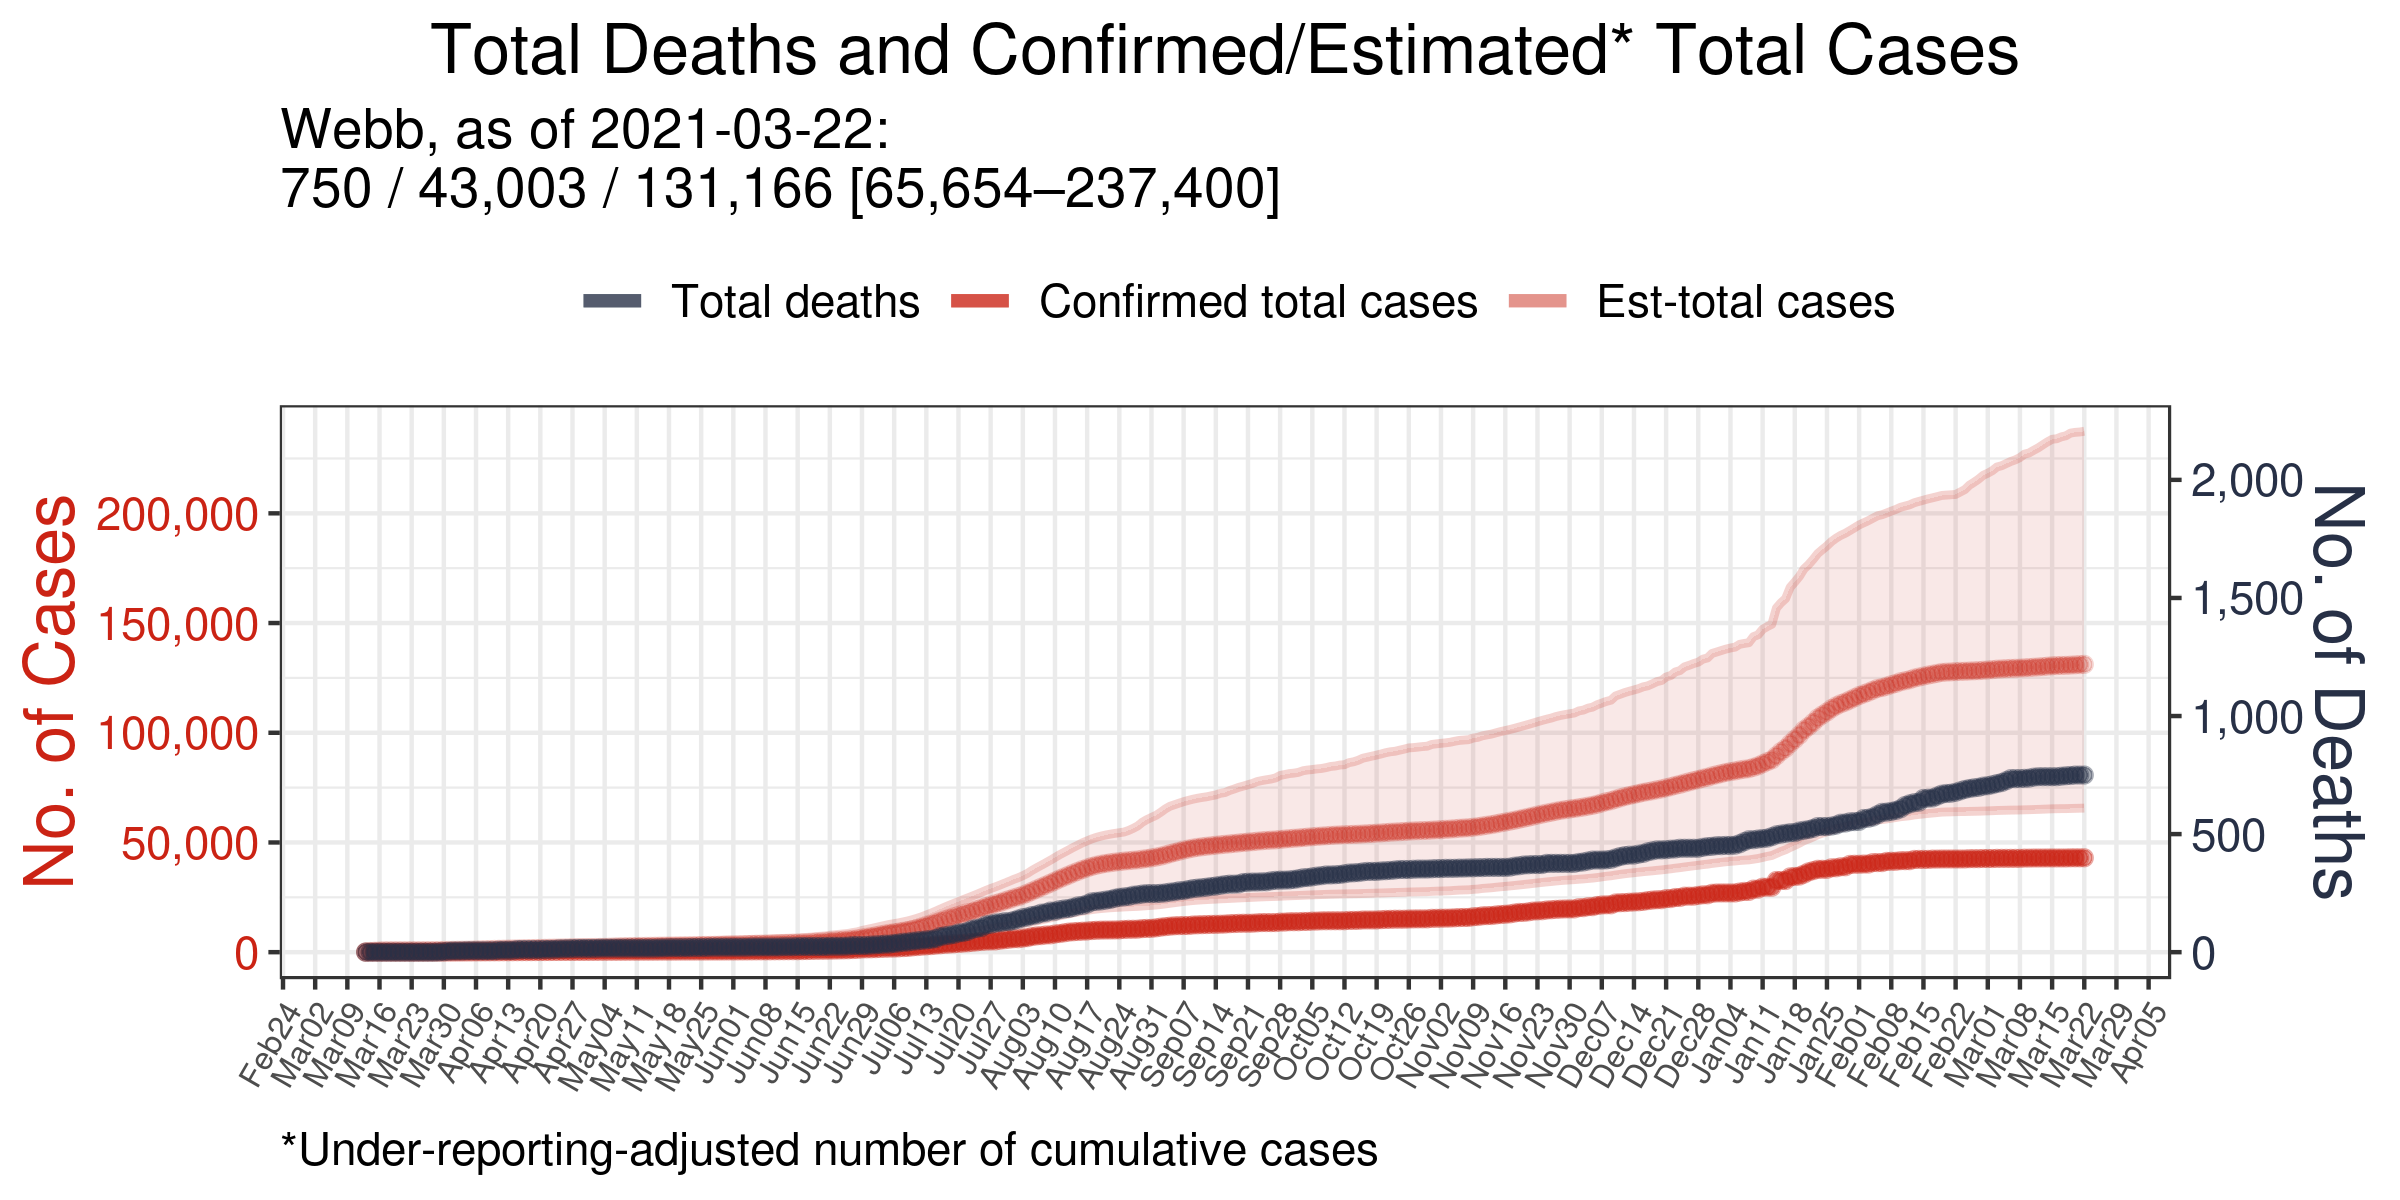 Total Deaths and Confirmed/Estimated* Total Cases
Webb, as of 2021-03-22:
750 / 43,003 / 131,166 [65,654–237,400]
Total deaths
Confirmed total cases
Est-total cases
No. of Cases
200,000
150,000
100,000
50,000
0
2,000
1,500
1,000
500
0
No. of Deaths
Feb24
Mar02
Mar09
Mar16
Mar23
Mar30
Apr06
Apr13
Apr20
Apr27
May04
May11
May18
May25
Jun01
Jun08
Jun15
Jun22
Jun29
Jul06
Jul13
Jul20
Jul27
Aug03
Aug10
Aug17
Aug24
Aug31
Sep07
Sep14
Sep21
Sep28
Oct05
Oct12
Oct19
Oct26
Nov02
Nov09
Nov16
Nov23
Nov30
Dec07
Dec14
Dec21
Dec28
Jan04
Jan11
Jan18
Jan25
Feb01
Feb08
Feb15
Feb22
Mar01
Mar08
Mar15
Mar22
Mar29
Apr05
*Under-reporting-adjusted number of cumulative cases